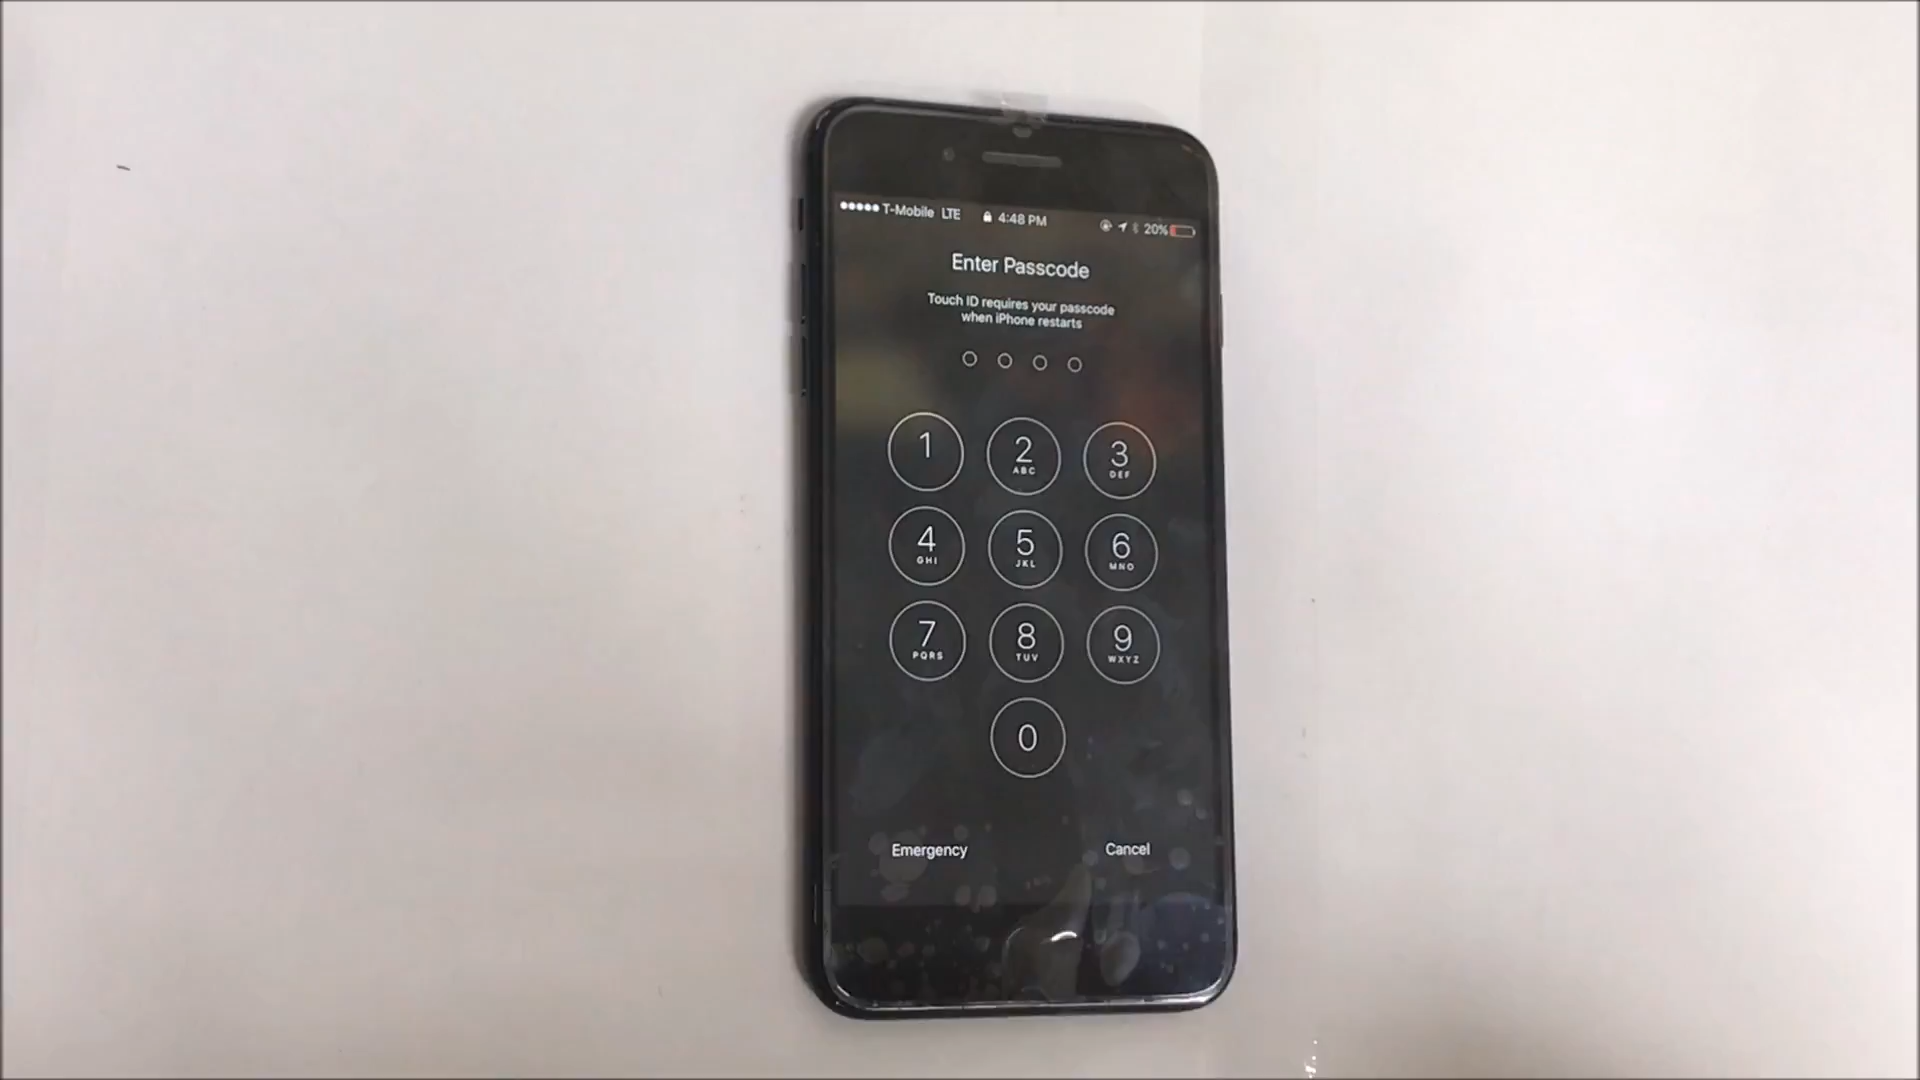 T-Mobile LTE 4:48 PM 20%
Enter Passcode
Touch ID requires your passcode
when iPhone restarts
1 2 3
ABC DEF
4 5 6
GHI JKL MNO
7 8 9
PQRS TUV WXYZ
0
Emergency Cancel